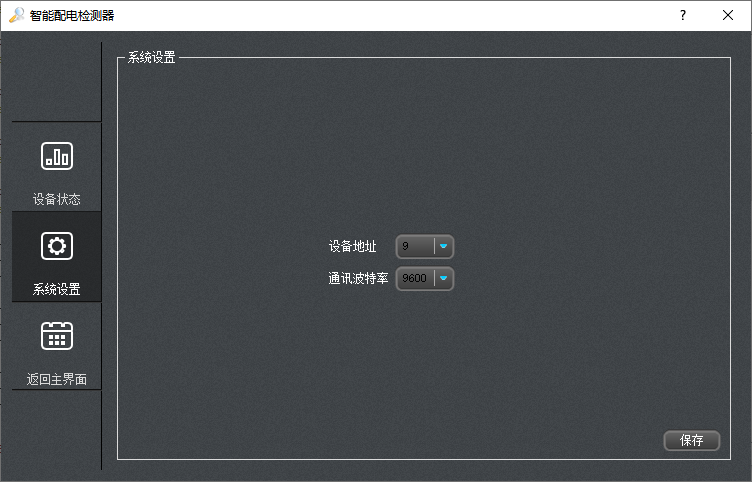 智能配电检测器
?
系统设置
设备状态
系统设置
返回主界面
设备地址 9
通讯波特率 9600
保存